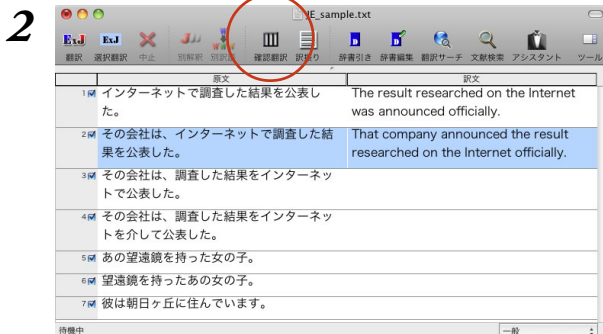 2
JE_sample.txt
ExJ ExJ
翻訳 選択翻訳 中止 別解釈 別訳語 確認翻訳 訳振り 辞書引き 辞書編集 翻訳サーチ 文献検索 アシスタント ツール
原文 訳文
1 インターネットで調査した結果を公表し The result researched on the Internet
た。 was announced officially.
2 その会社は、インターネットで調査した結 That company announced the result
果を公表した。 researched on the Internet officially.
3 その会社は、調査した結果をインターネッ
トで公表した。
4 その会社は、調査した結果をインターネッ
トを介して公表した。
5 あの望遠鏡を持った女の子。
6 望遠鏡を持ったあの女の子。
7 彼は朝日ヶ丘に住んでいます。
待機中 一般